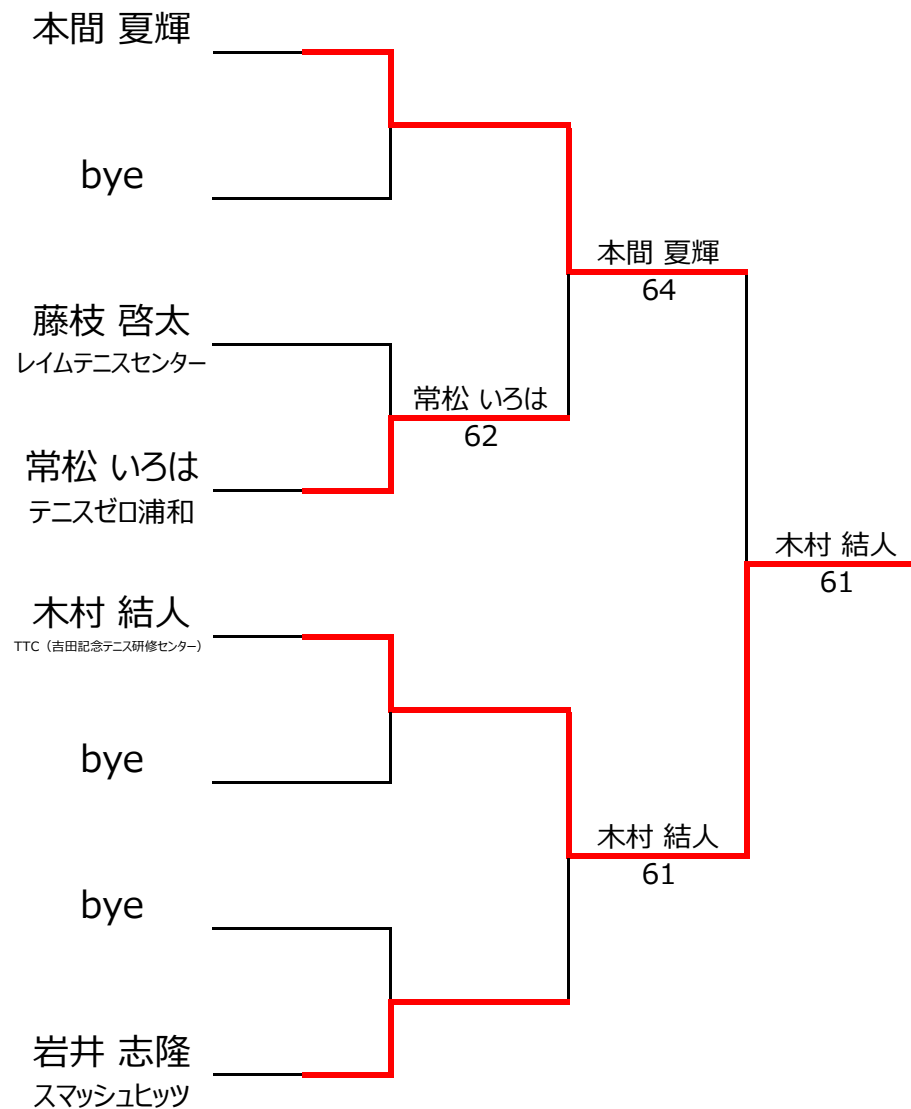 本間 夏輝
bye
本間 夏輝
64
藤枝 啓太
レイムテニスセンター
常松 いろは
62
常松 いろは
テニスゼロ浦和
木村 結人
61
木村 結人
TTC（吉田記念テニス研修センター）
bye
木村 結人
61
bye
岩井 志隆
スマッシュヒッツ